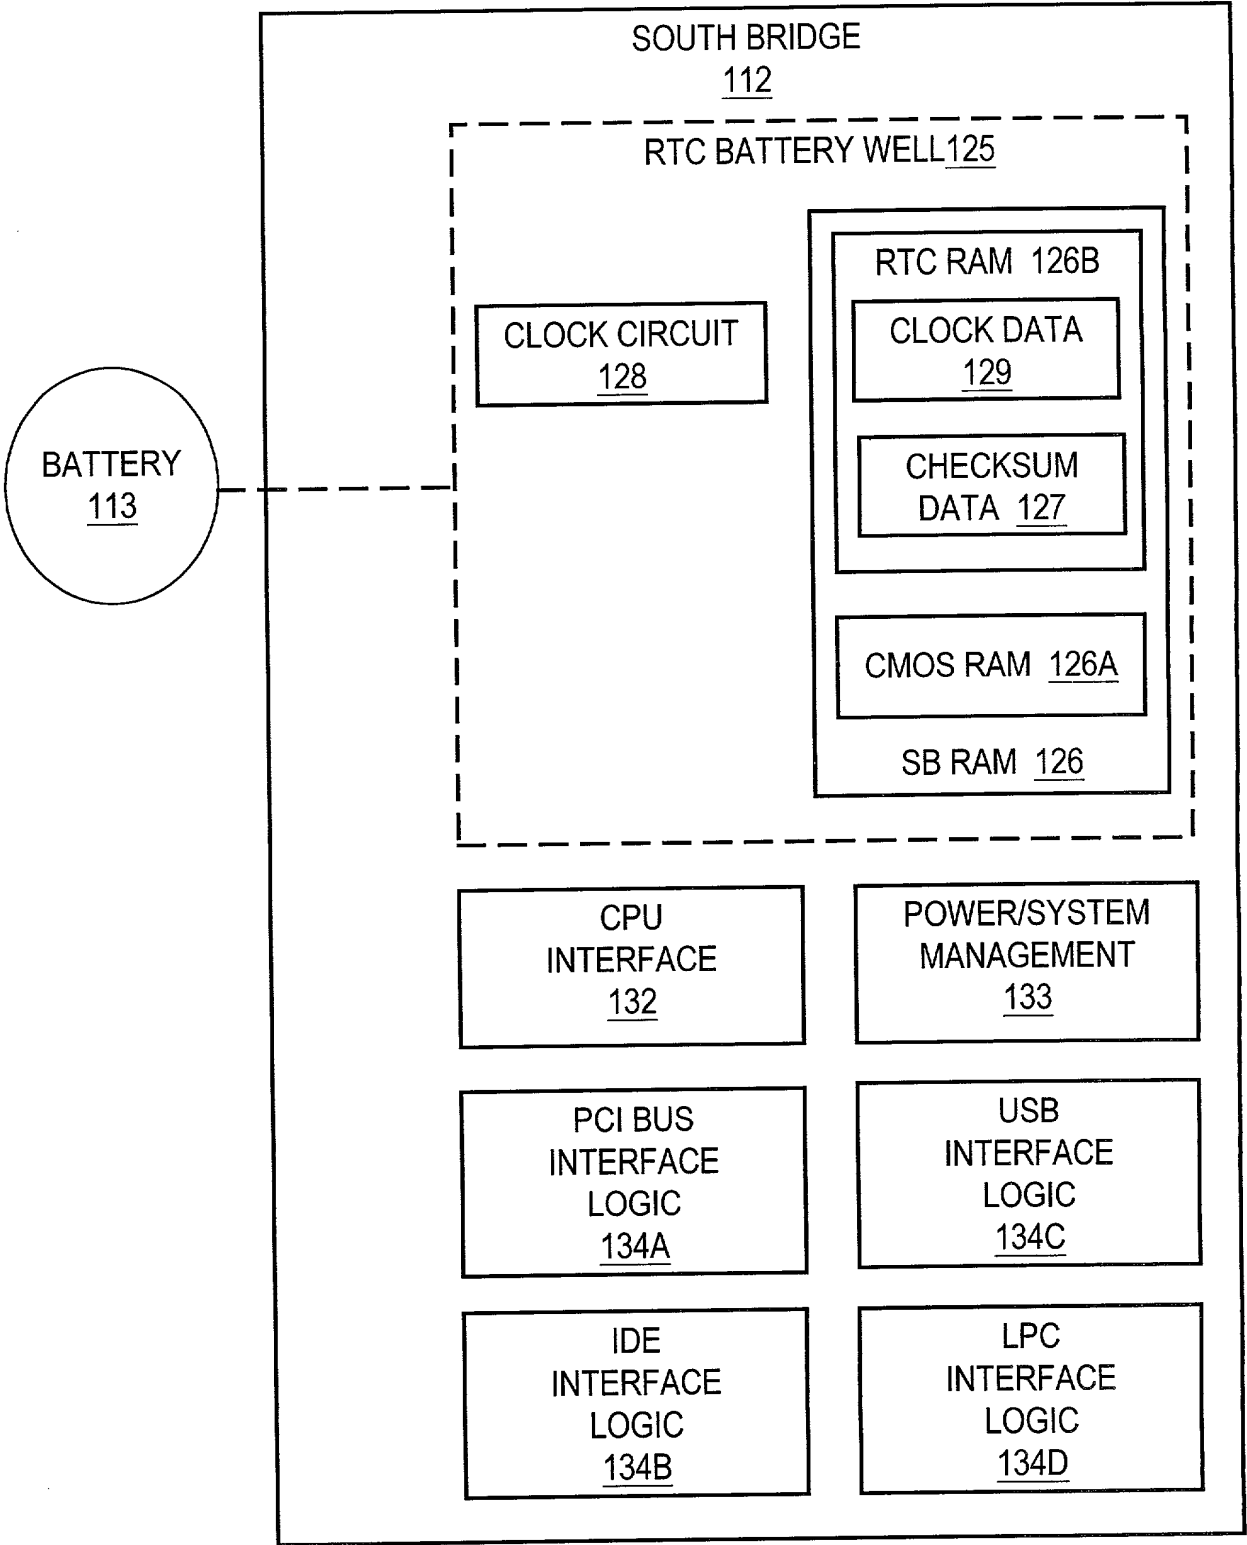 SOUTH BRIDGE
112
RTC BATTERY WELL125
RTC RAM 126B
CLOCK CIRCUIT
128
CLOCK DATA
129
BATTERY
113
CHECKSUM
DATA 127
CMOS RAM 126A
SB RAM 126
CPU
INTERFACE
132
POWER/SYSTEM
MANAGEMENT
133
PCI BUS
INTERFACE
LOGIC
134A
USB
INTERFACE
LOGIC
134C
IDE
INTERFACE
LOGIC
134B
LPC
INTERFACE
LOGIC
134D